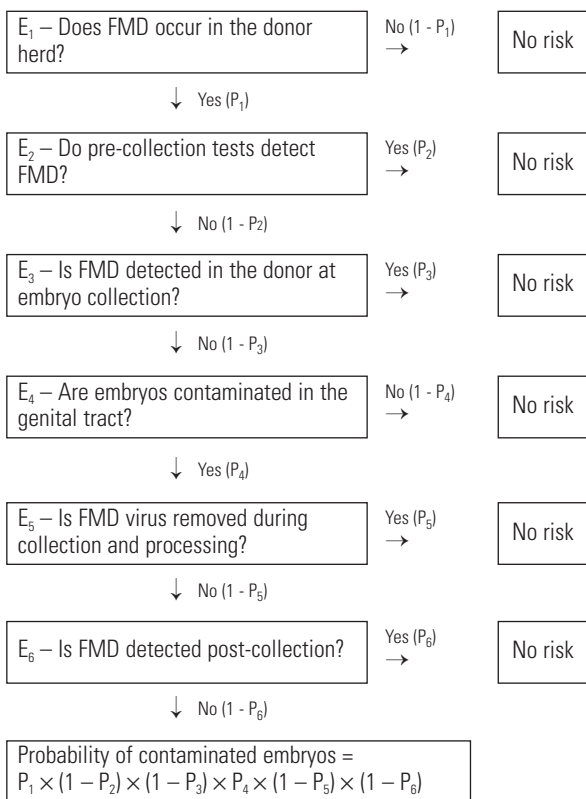 E₁ – Does FMD occur in the donor
herd?
No (1 - P₁)
→
No risk
↓ Yes (P₁)
E₂ – Do pre-collection tests detect
FMD?
Yes (P₂)
→
No risk
↓ No (1 - P2)
E₃ – Is FMD detected in the donor at
embryo collection?
Yes (P₃)
→
No risk
↓ No (1 - P₃)
E₄ – Are embryos contaminated in the
genital tract?
No (1 - P₄)
→
No risk
↓ Yes (P₄)
E₅ – Is FMD virus removed during
collection and processing?
Yes (P₅)
→
No risk
↓ No (1 - P₅)
E₆ – Is FMD detected post-collection?
Yes (P₆)
→
No risk
↓ No (1 - P₆)
Probability of contaminated embryos =
P₁ × (1 – P₂) × (1 – P₃) × P₄ × (1 – P₅) × (1 – P₆)